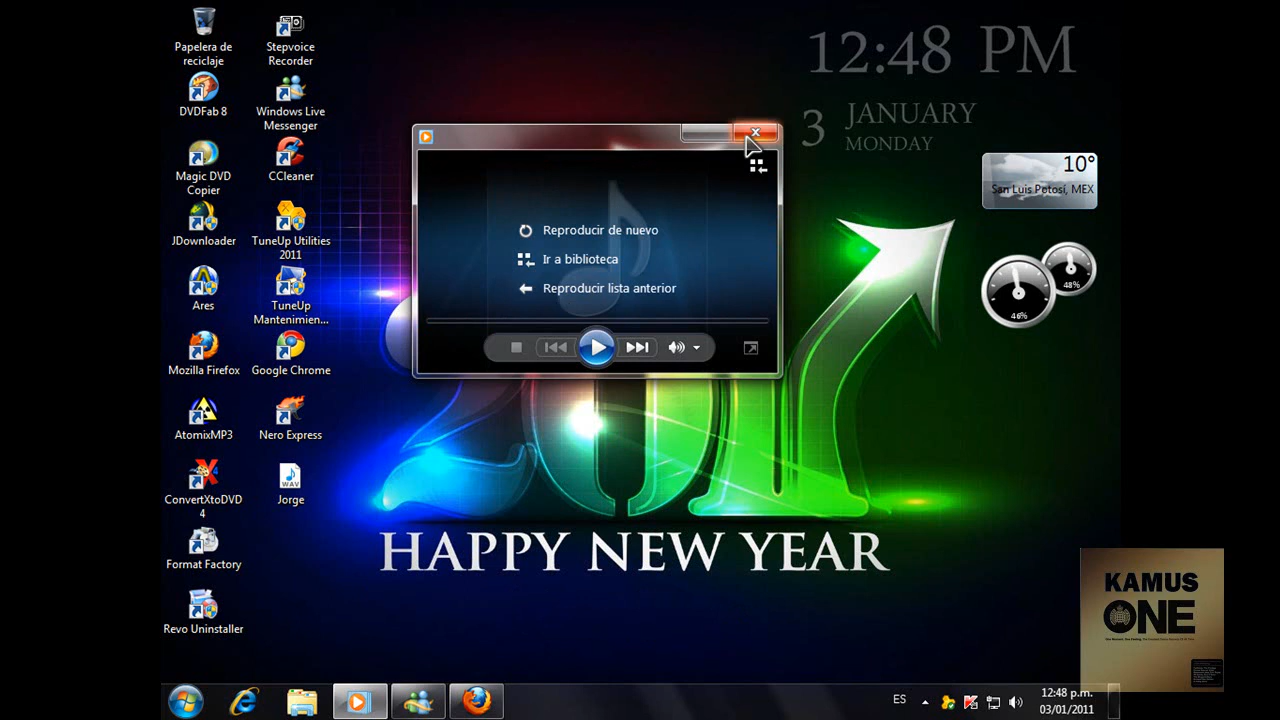 Papelera de
reciclaje
Stepvoice
Recorder
DVDFab 8
Windows Live
Messenger
Magic DVD
Copier
CCleaner
JDownloader
TuneUp Utilities
2011
Ares
TuneUp
Mantenimien...
Mozilla Firefox
Google Chrome
AtomixMP3
Nero Express
ConvertXtoDVD
4
WAV
Jorge
Format Factory
Revo Uninstaller
Reproducir de nuevo
Ir a biblioteca
Reproducir lista anterior
12:48 PM
3 JANUARY
MONDAY
10°
San Luis Potosí, MEX
48%
46%
2011
HAPPY NEW YEAR
KAMUS
ONE
ES
12:48 p.m.
03/01/2011